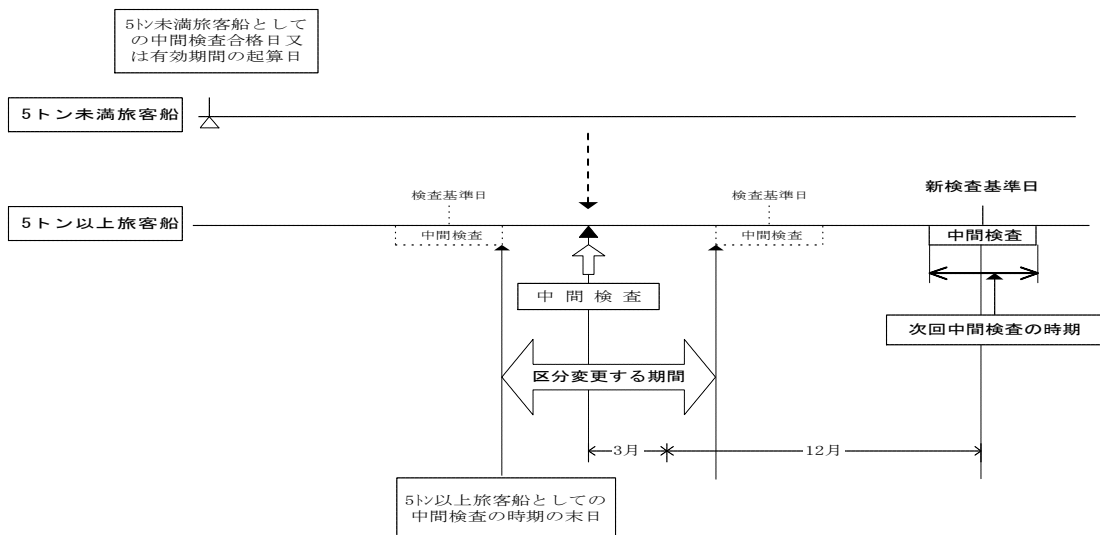 5トン未満旅客船として
の中間検査合格日又
は有効期間の起算日
5トン未満旅客船
検査基準日
検査基準日
新検査基準日
5トン以上旅客船
中間検査
中間検査
中間検査
中間検査
次回中間検査の時期
区分変更する期間
3月
12月
5トン以上旅客船としての
中間検査の時期の末日